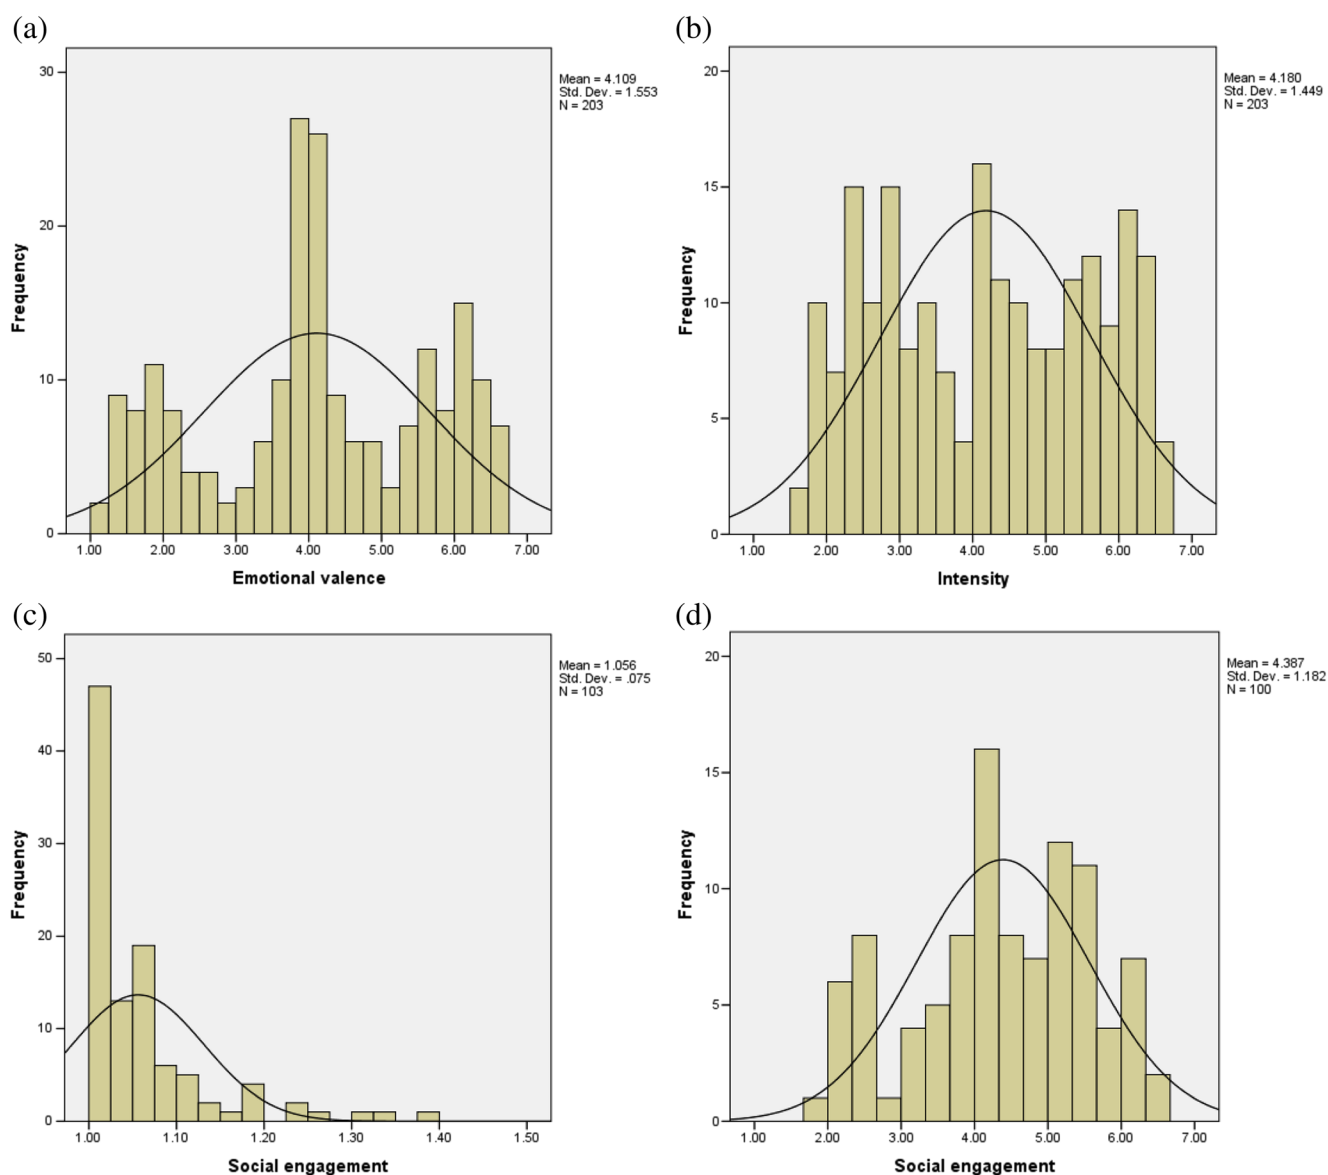 (a)
Mean = 4.109
Std. Dev. = 1.553
N = 203
30
20
10
0
Frequency
1.00 2.00 3.00 4.00 5.00 6.00 7.00
Emotional valence
(b)
Mean = 4.180
Std. Dev. = 1.449
N = 203
20
15
10
5
0
Frequency
1.00 2.00 3.00 4.00 5.00 6.00 7.00
Intensity
(c)
Mean = 1.056
Std. Dev. = .075
N = 103
50
40
30
20
10
0
Frequency
1.00 1.10 1.20 1.30 1.40 1.50
Social engagement
(d)
Mean = 4.387
Std. Dev. = 1.182
N = 100
20
15
10
5
0
Frequency
1.00 2.00 3.00 4.00 5.00 6.00 7.00
Social engagement